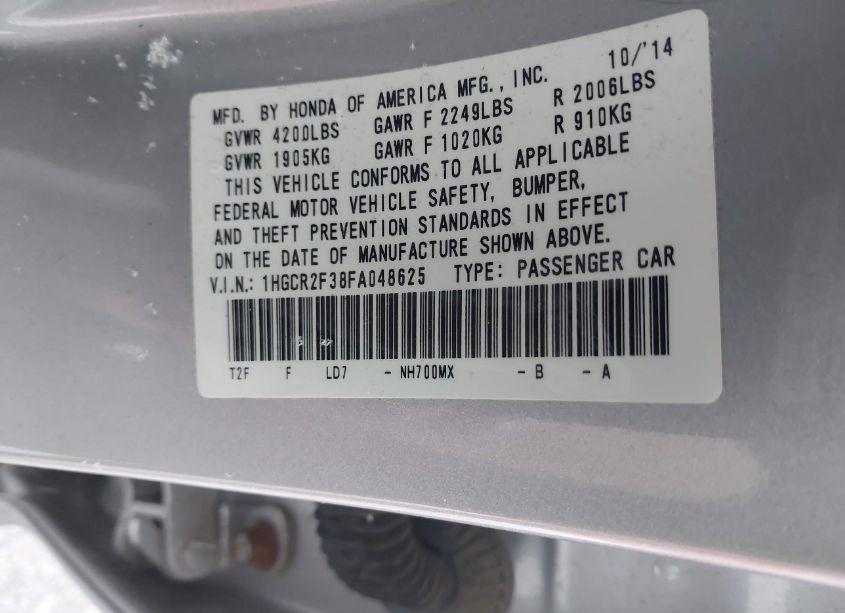 MFD. BY HONDA OF AMERICA MFG., INC. 10/'14
GVWR 4200LBS GAWR F 2249LBS R 2006LBS
GVWR 1905KG GAWR F 1020KG R 910KG
THIS VEHICLE CONFORMS TO ALL APPLICABLE
FEDERAL MOTOR VEHICLE SAFETY, BUMPER,
AND THEFT PREVENTION STANDARDS IN EFFECT
ON THE DATE OF MANUFACTURE SHOWN ABOVE.
V.I.N.: 1HGCR2F38FA048625 TYPE: PASSENGER CAR
T2F F LD7 - NH700MX - B - A